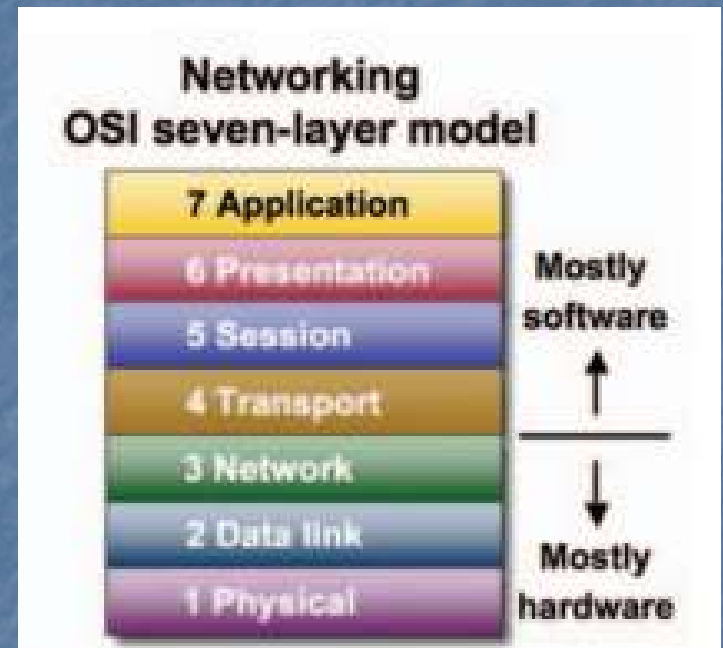 Networking
OSI seven-layer model
7 Application
6 Presentation
5 Session
4 Transport
3 Network
2 Data link
1 Physical
Mostly
software
Mostly
hardware